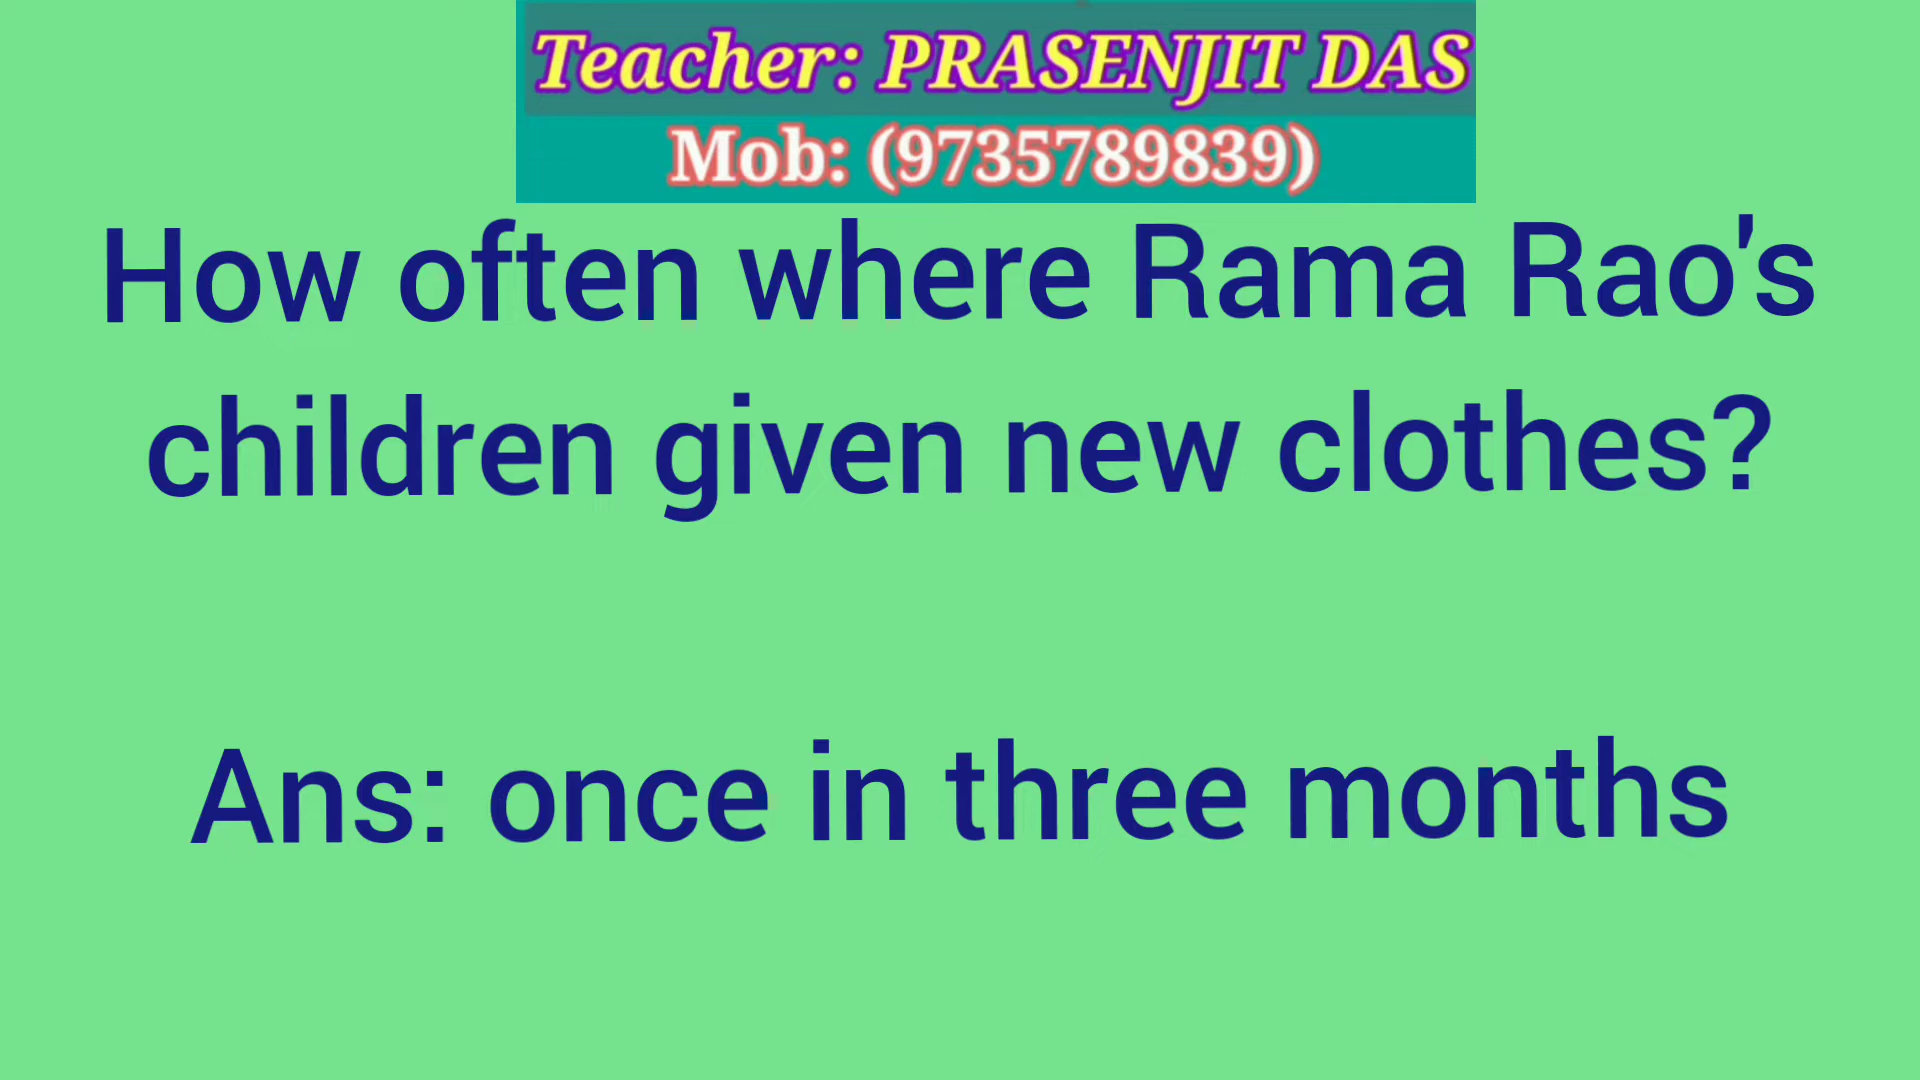 Teacher: PRASENJIT DAS
Mob: (9735789839)
How often where Rama Rao's
children given new clothes?
Ans: once in three months